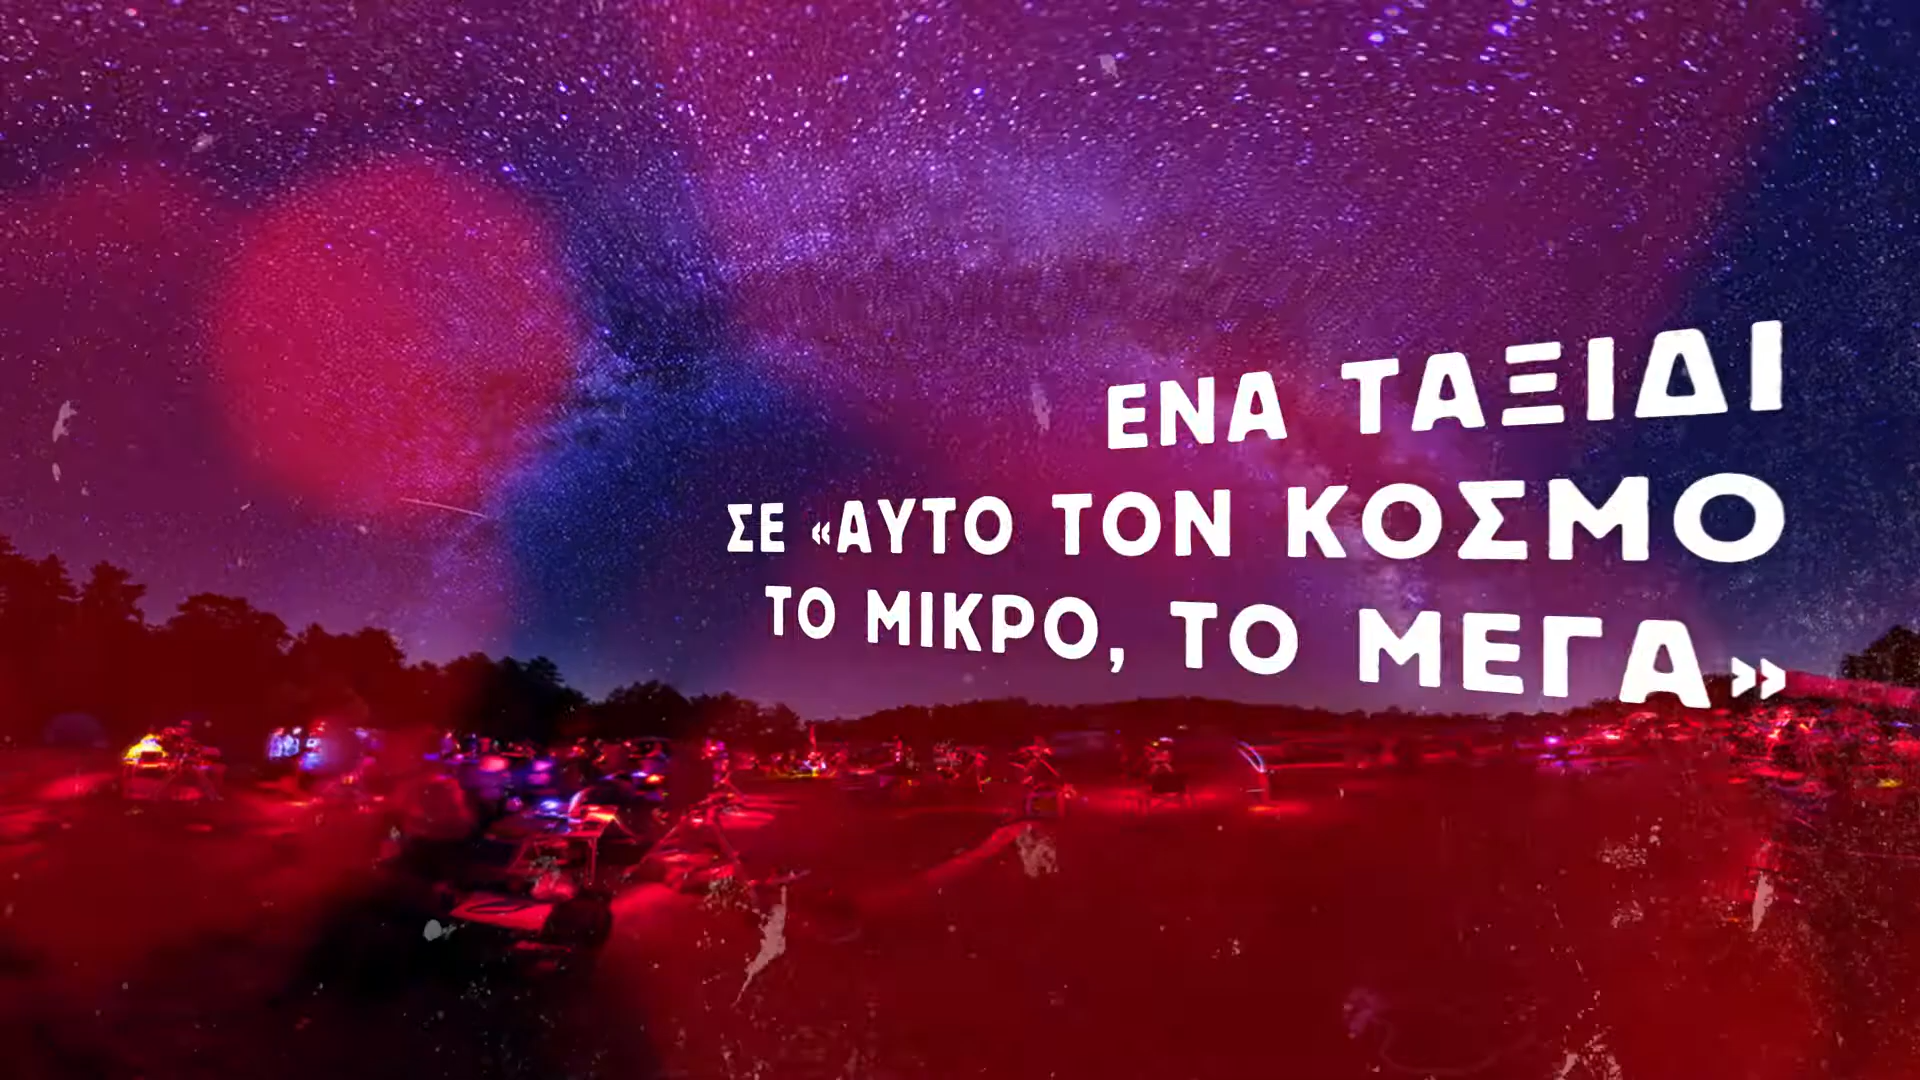 ΕΝΑ ΤΑΞΙΔΙ
ΣΕ «ΑΥΤΟ ΤΟΝ ΚΟΣΜΟ
ΤΟ ΜΙΚΡΟ, ΤΟ ΜΕΓΑ»